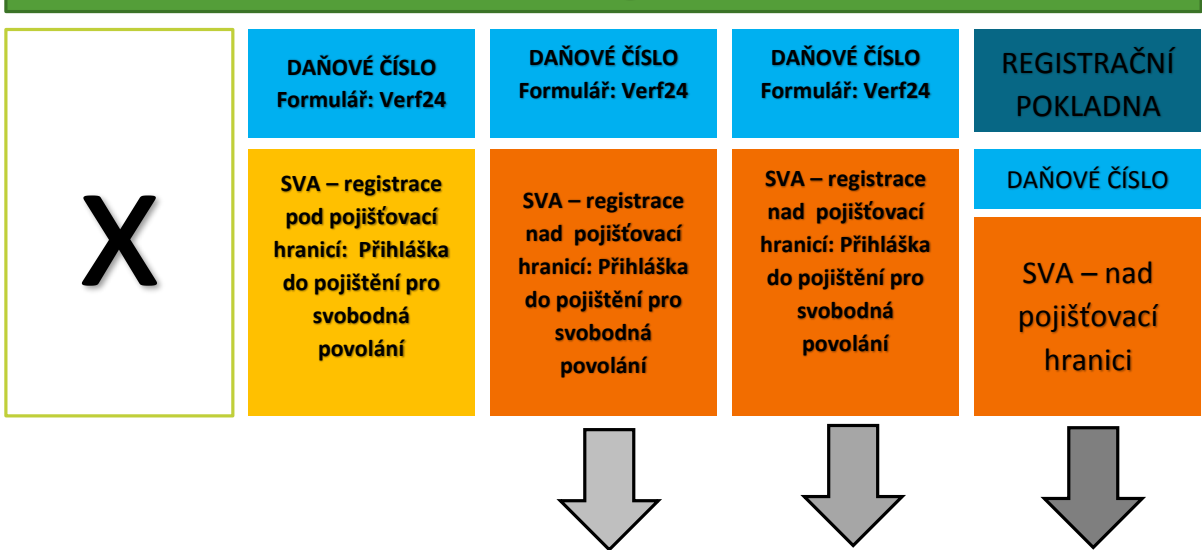 X
DAŇOVÉ ČÍSLO
Formulář: Verf24
SVA – registrace
pod pojišťovací
hranicí:  Přihláška
do pojištění pro
svobodná
povolání
DAŇOVÉ ČÍSLO
Formulář: Verf24
SVA – registrace
nad  pojišťovací
hranicí: Přihláška
do pojištění pro
svobodná
povolání
DAŇOVÉ ČÍSLO
Formulář: Verf24
SVA – registrace
nad  pojišťovací
hranicí: Přihláška
do pojištění pro
svobodná
povolání
REGISTRAČNÍ
POKLADNA
DAŇOVÉ ČÍSLO
SVA – nad
pojišťovací
hranici